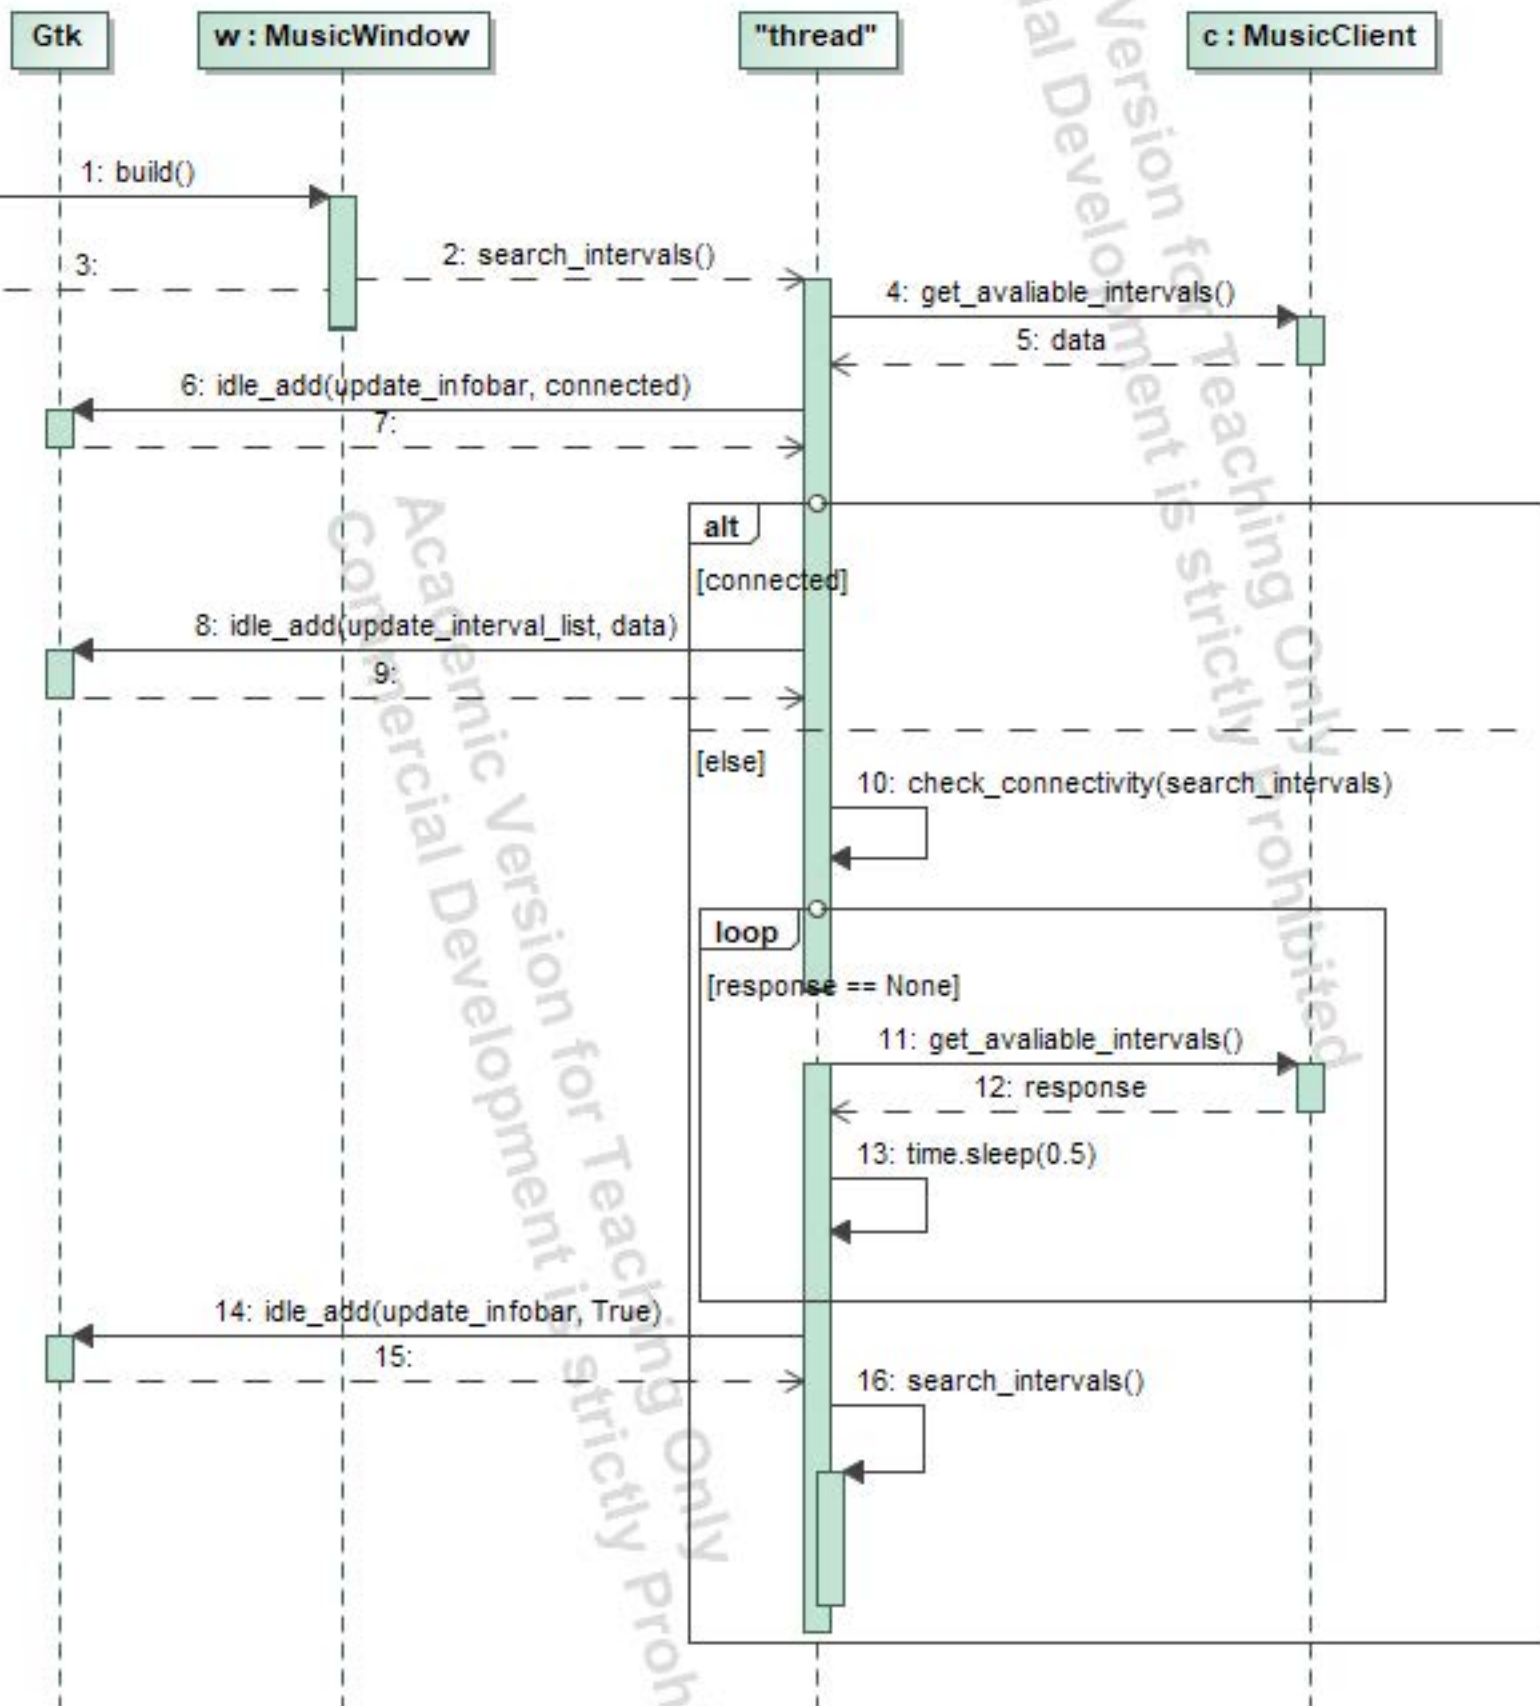 Gtk
w : MusicWindow
"thread"
c : MusicClient
1: build()
2: search_intervals()
3:
4: get_avaliable_intervals()
5: data
6: idle_add(update_infobar, connected)
7:
alt
[connected]
8: idle_add(update_interval_list, data)
9:
[else]
10: check_connectivity(search_intervals)
loop
[response == None]
11: get_avaliable_intervals()
12: response
13: time.sleep(0.5)
14: idle_add(update_infobar, True)
15:
16: search_intervals()
Academic Version for Teaching Only
Commercial Development is strictly Proh
Version for Teaching Only
ial Development is strictly Prohibited